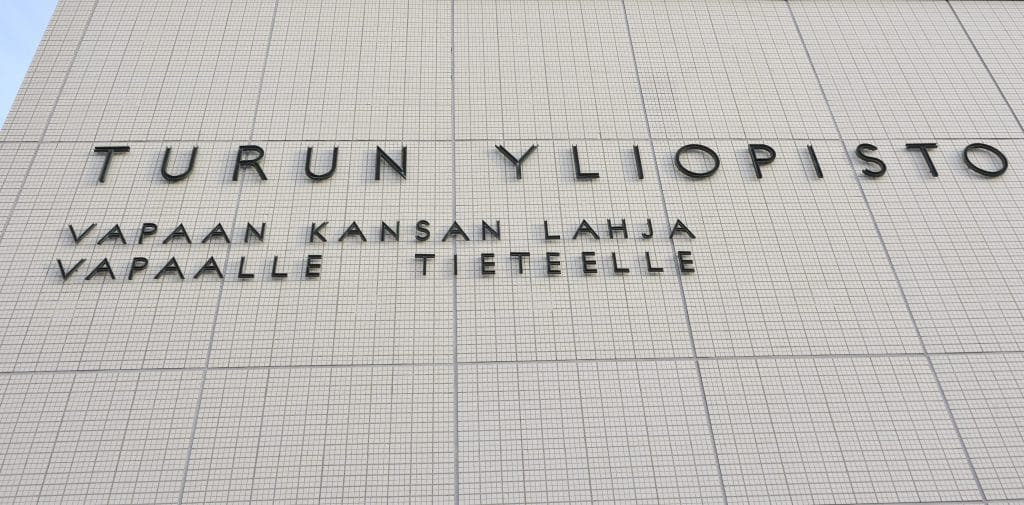 TURUN YLIOPISTO
VAPAAN KANSAN LAHJA
VAPAALLE TIETEELLE